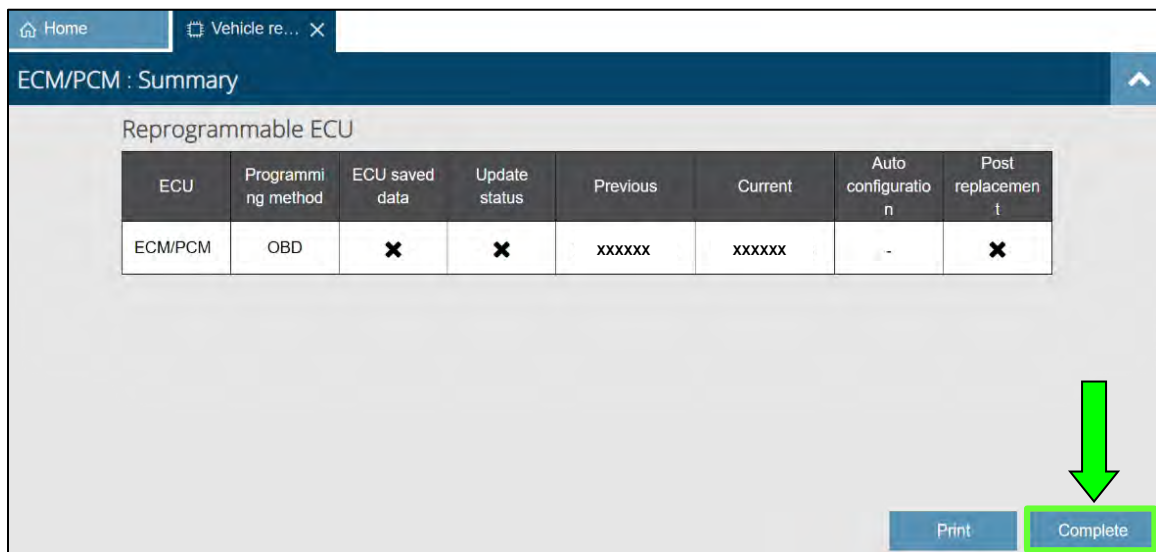 Home
Vehicle re...
ECM/PCM : Summary
Reprogrammable ECU
ECU
Programmi
ng method
ECU saved
data
Update
status
Previous
Current
Auto
configuratio
n
Post
replacemen
t
ECM/PCM
OBD
xxxxxx
xxxxxx
-
Print
Complete